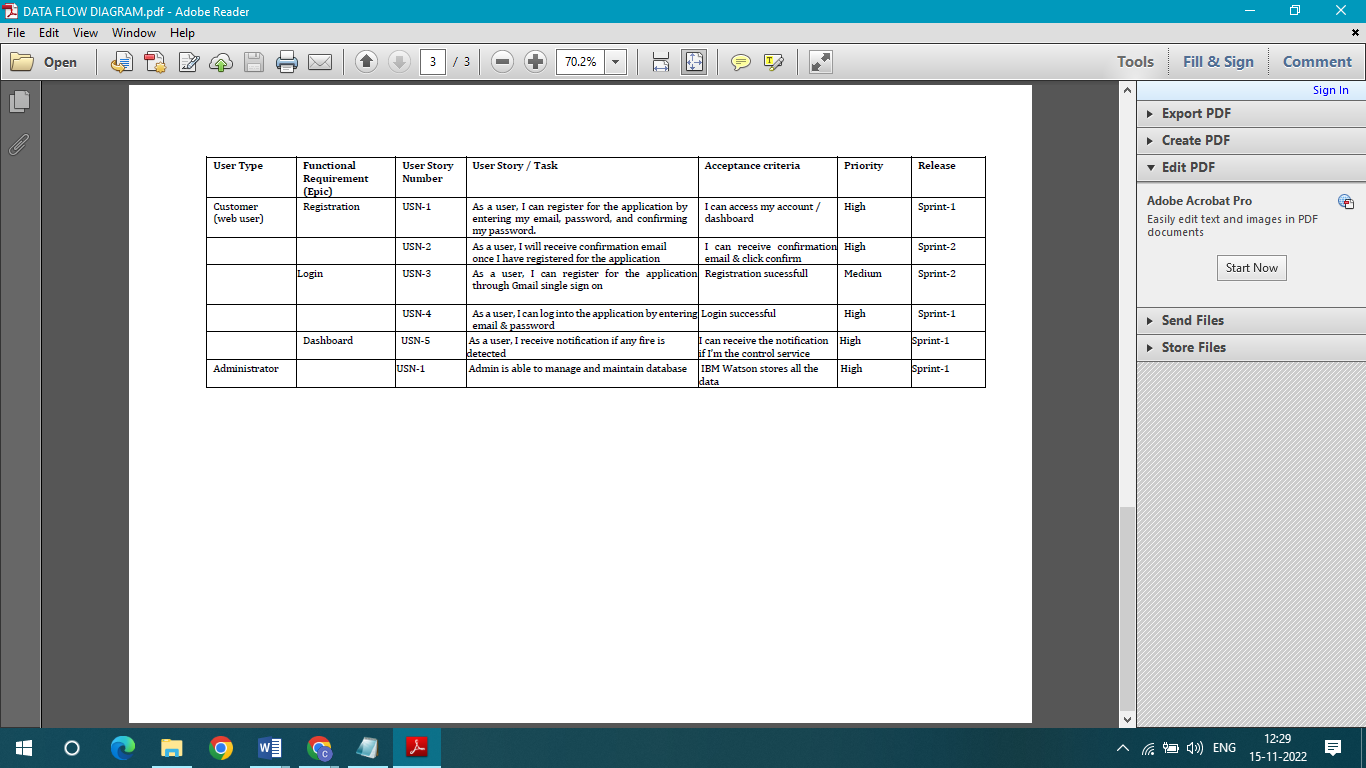 DATA FLOW DIAGRAM.pdf - Adobe Reader
File Edit View Window Help
Open 3 / 3 70.2% Tools Fill & Sign Comment
Sign In
Export PDF
Create PDF
Edit PDF
Adobe Acrobat Pro
Easily edit text and images in PDF
documents
Start Now
Send Files
Store Files
User Type
Functional
Requirement
(Epic)
User Story
Number
User Story / Task
Acceptance criteria
Priority
Release
Customer
(web user)
Registration
USN-1
As a user, I can register for the application by
entering my email, password, and confirming
my password.
I can access my account /
dashboard
High
Sprint-1
USN-2
As a user, I will receive confirmation email
once I have registered for the application
I can receive confirmation
email & click confirm
High
Sprint-2
Login
USN-3
As a user, I can register for the application
through Gmail single sign on
Registration sucessfull
Medium
Sprint-2
USN-4
As a user, I can log into the application by entering
email & password
Login successful
High
Sprint-1
Dashboard
USN-5
As a user, I receive notification if any fire is
detected
I can receive the notification
if I'm the control service
High
Sprint-1
Administrator
USN-1
Admin is able to manage and maintain database
IBM Watson stores all the
data
High
Sprint-1
ENG
12:29
15-11-2022